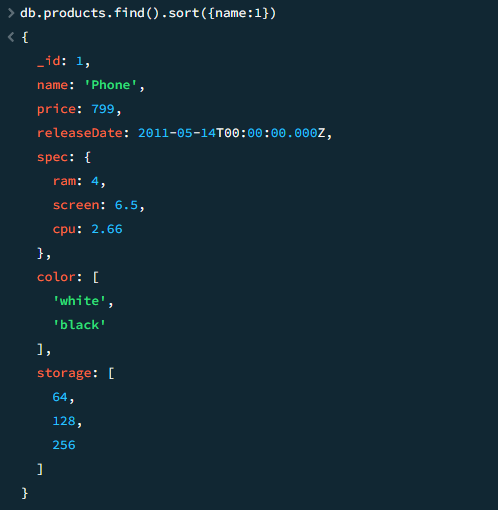 > db.products.find().sort({name:1})
< {
_id: 1,
name: 'Phone',
price: 799,
releaseDate: 2011-05-14T00:00:00.000Z,
spec: {
ram: 4,
screen: 6.5,
cpu: 2.66
},
color: [
'white',
'black'
],
storage: [
64,
128,
256
]
}